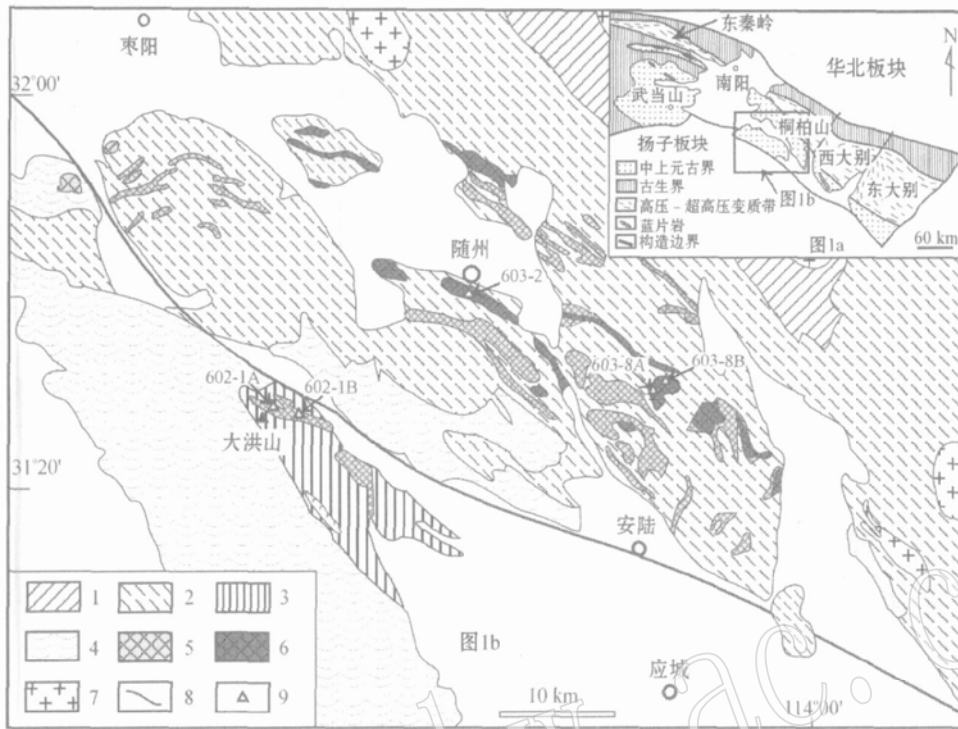 枣阳
32°00'
东秦岭
N
华北板块
南阳
武当山
桐柏山
扬子板块
西大别
中上元古界
东大别
古生界
高压-超高压变质带
图1b
蓝片岩
构造边界
图1a
60 km
随州
603-2
603-8A
603-8B
602-1A
602-1B
大洪山
31°20'
安陆
1
2
3
4
5
6
7
8
9
图1b
10 km
应城
114°00'